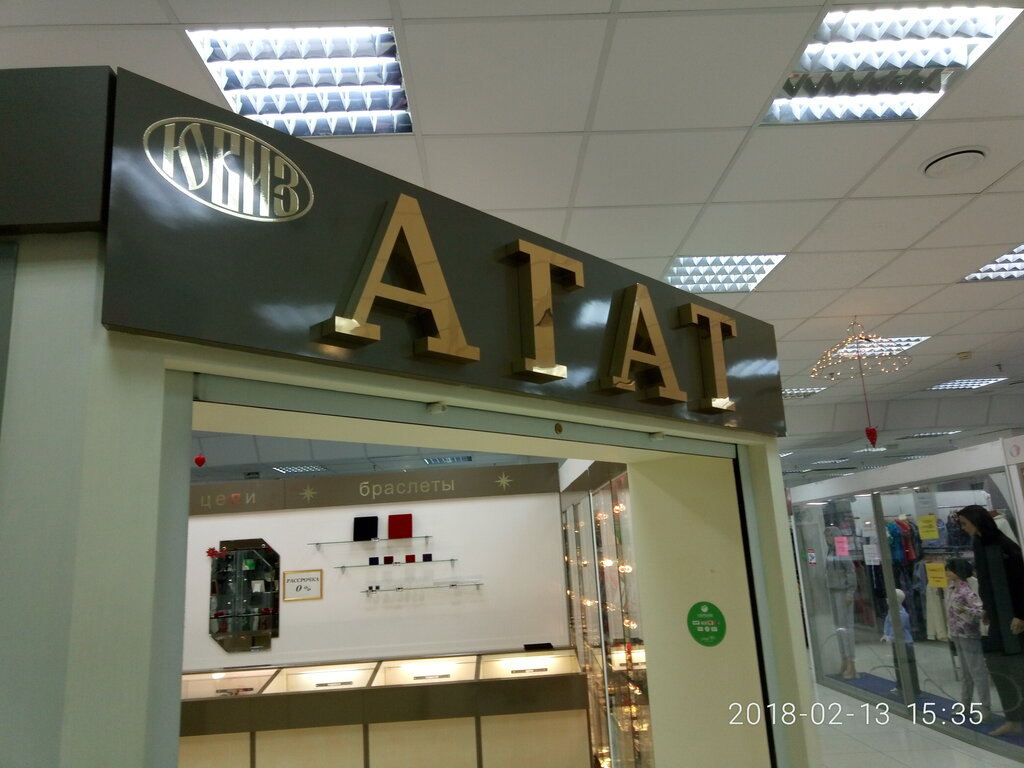 ЮВИЗ
АГАТ
цепи
браслеты
РАССРОЧКА
0 %
2018-02-13 15:35